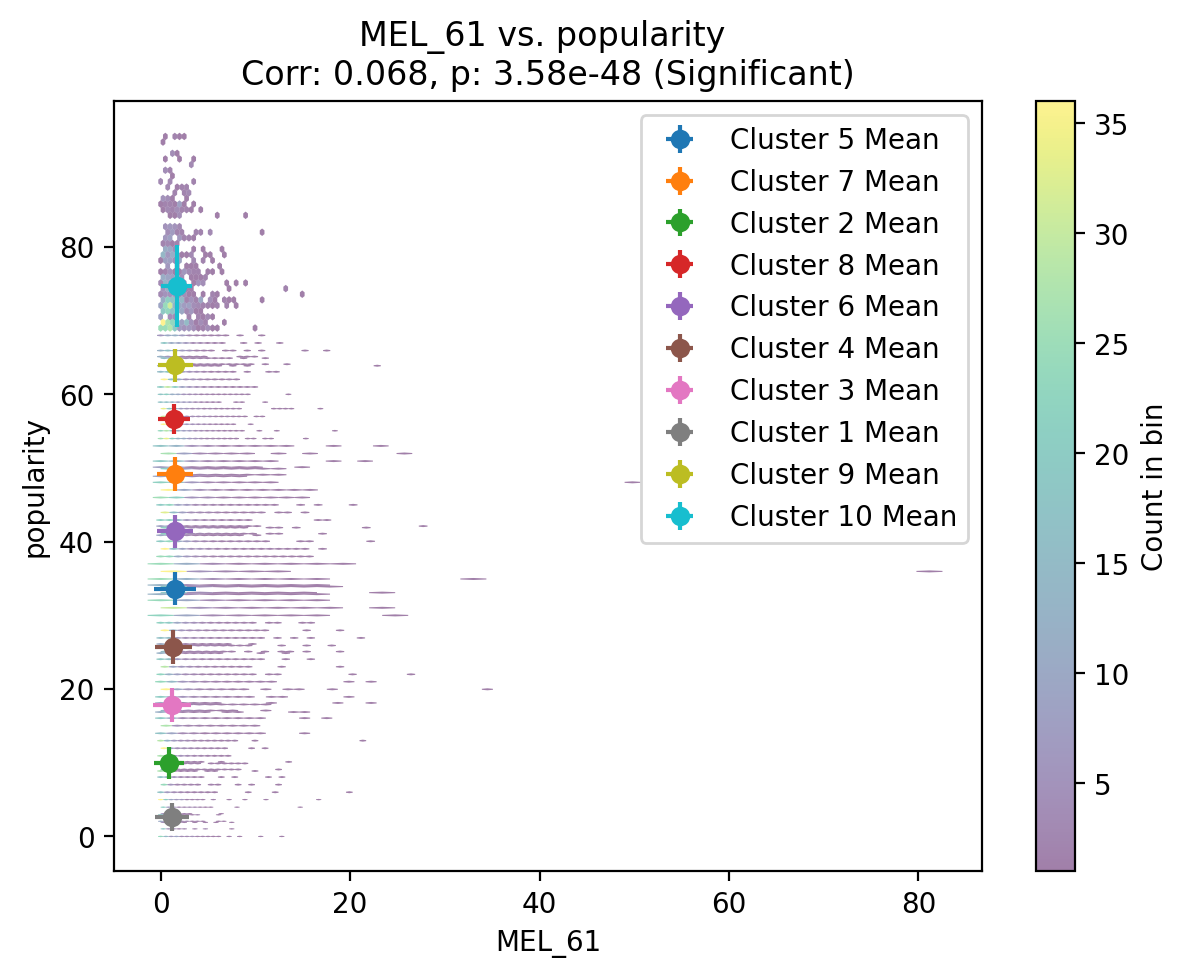 MEL_61 vs. popularity
Corr: 0.068, p: 3.58e-48 (Significant)
popularity
80
60
40
20
0
0
20
40
60
80
MEL_61
Cluster 5 Mean
Cluster 7 Mean
Cluster 2 Mean
Cluster 8 Mean
Cluster 6 Mean
Cluster 4 Mean
Cluster 3 Mean
Cluster 1 Mean
Cluster 9 Mean
Cluster 10 Mean
35
30
25
20
15
10
5
Count in bin